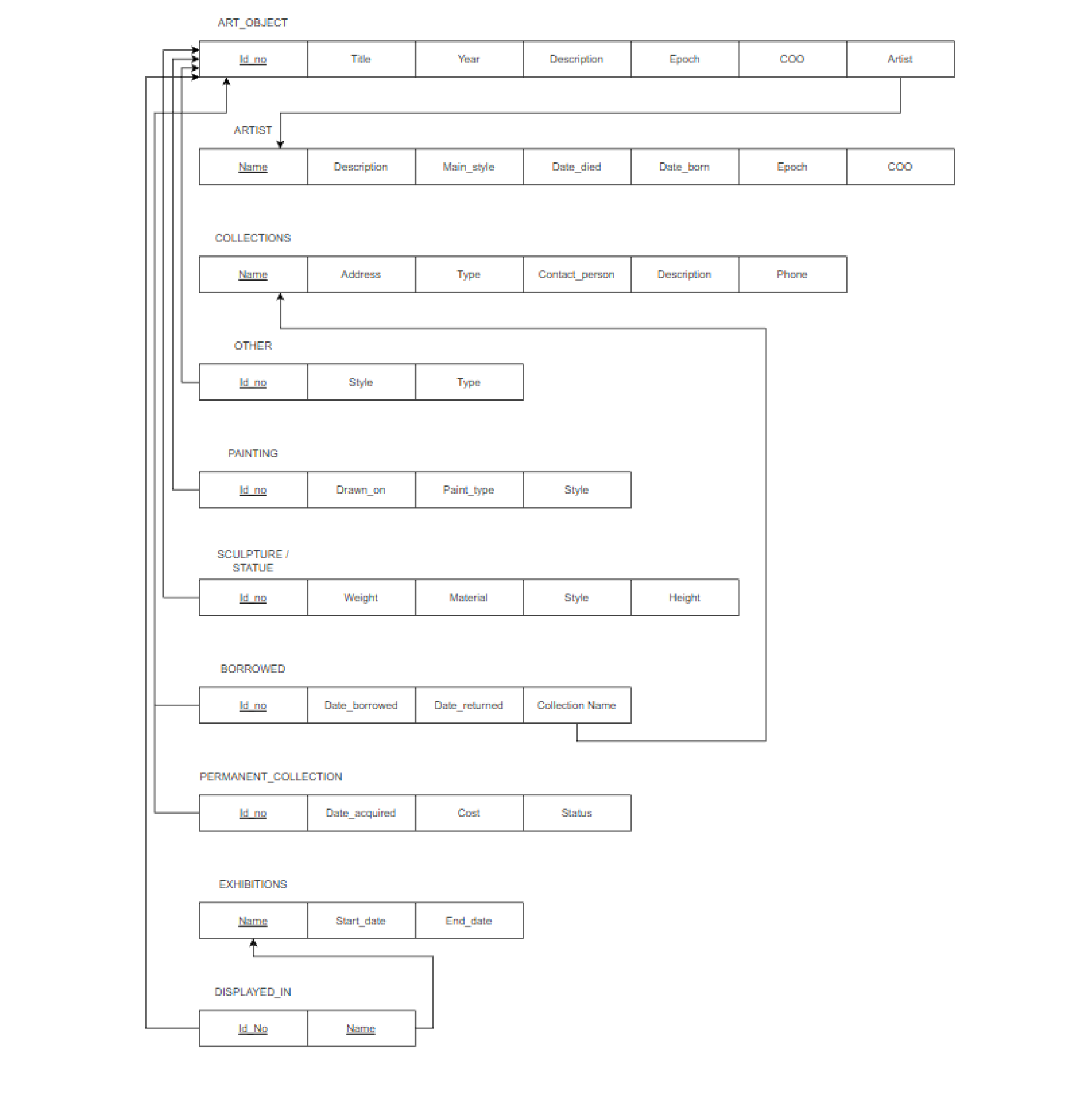 ART_OBJECT
Id_no Title Year Description Epoch COO Artist
ARTIST
Name Description Main_style Date_died Date_born Epoch COO
COLLECTIONS
Name Address Type Contact_person Description Phone
OTHER
Id_no Style Type
PAINTING
Id_no Drawn_on Paint_type Style
SCULPTURE /
STATUE
Id_no Weight Material Style Height
BORROWED
Id_no Date_borrowed Date_returned Collection Name
PERMANENT_COLLECTION
Id_no Date_acquired Cost Status
EXHIBITIONS
Name Start_date End_date
DISPLAYED_IN
Id_No Name